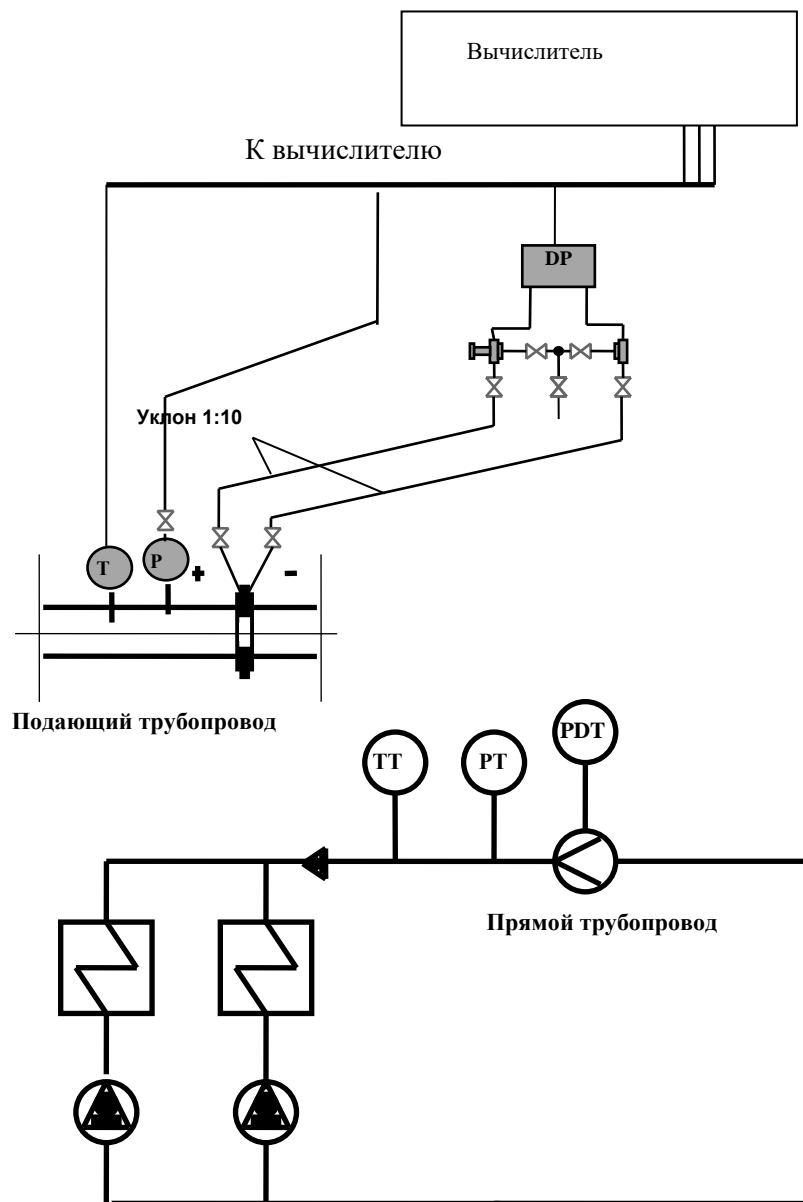 Вычислитель
К вычислителю
DP
Уклон 1:10
T
P
+
-
Подающий трубопровод
PDT
TT
PT
Прямой трубопровод